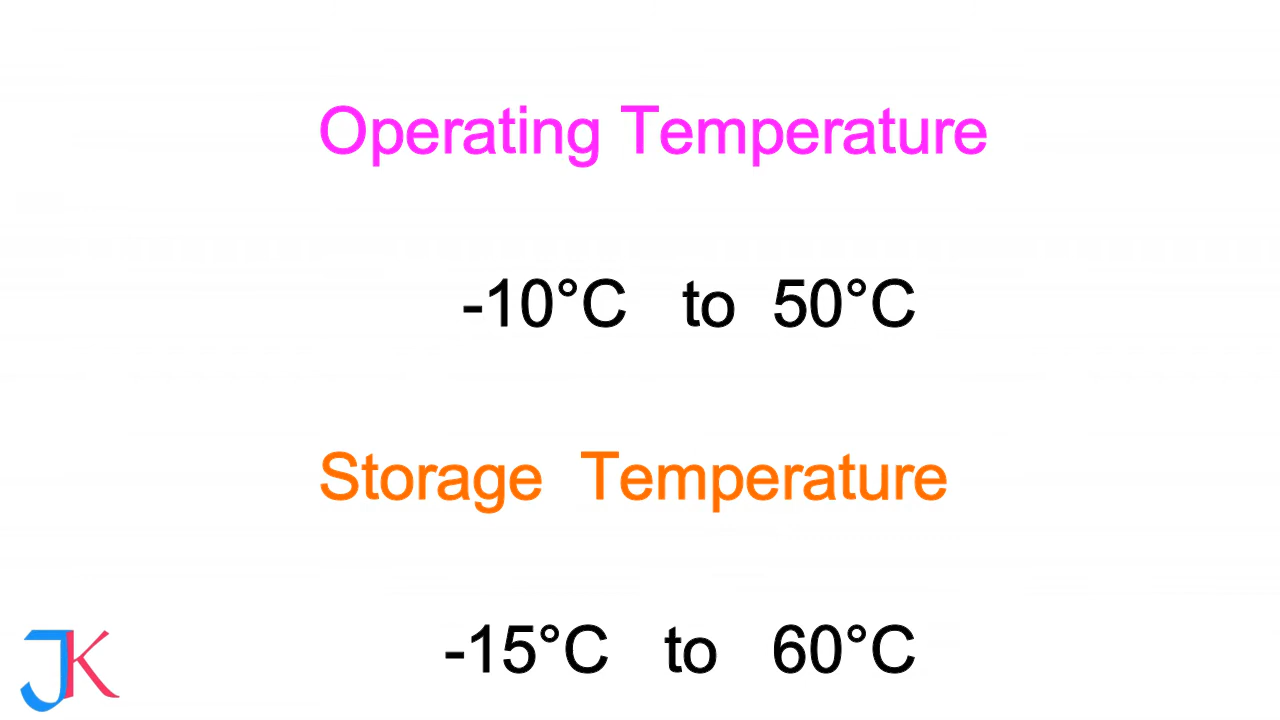 Operating Temperature
-10°C to 50°C
Storage Temperature
-15°C to 60°C
JK